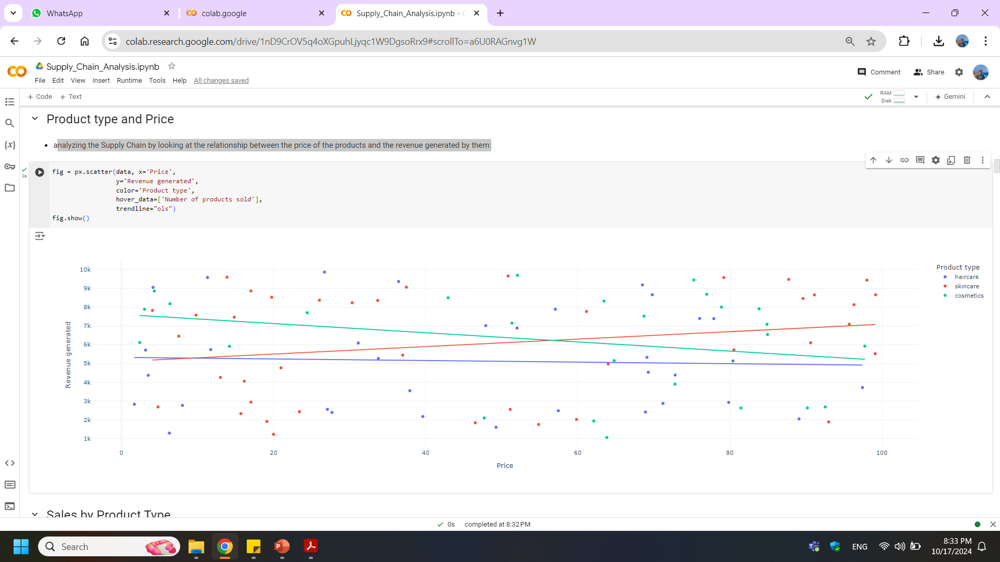 WhatsApp
colab.google
Supply_Chain_Analysis.ipynb -
colab.research.google.com/drive/1nD9CrOV5q4oXGpuhLjyqc1W9DgsoRrx9#scrollTo=a6U0RAGnvg1W
Supply_Chain_Analysis.ipynb
File Edit View Insert Runtime Tools Help All changes saved
Comment Share
+ Code + Text
RAM
Disk
Gemini
Product type and Price
analyzing the Supply Chain by looking at the relationship between the price of the products and the revenue generated by them:
{x}
0s
fig = px.scatter(data, x='Price',
y='Revenue generated',
color='Product type',
hover_data=['Number of products sold'],
trendline="ols")
fig.show()
10k
9k
8k
7k
6k
5k
4k
3k
2k
1k
Revenue generated
0 20 40 60 80 100
Price
Product type
haircare
skincare
cosmetics
Sales by Product Type
0s completed at 8:32 PM
Search
P
ENG
8:33 PM
10/17/2024